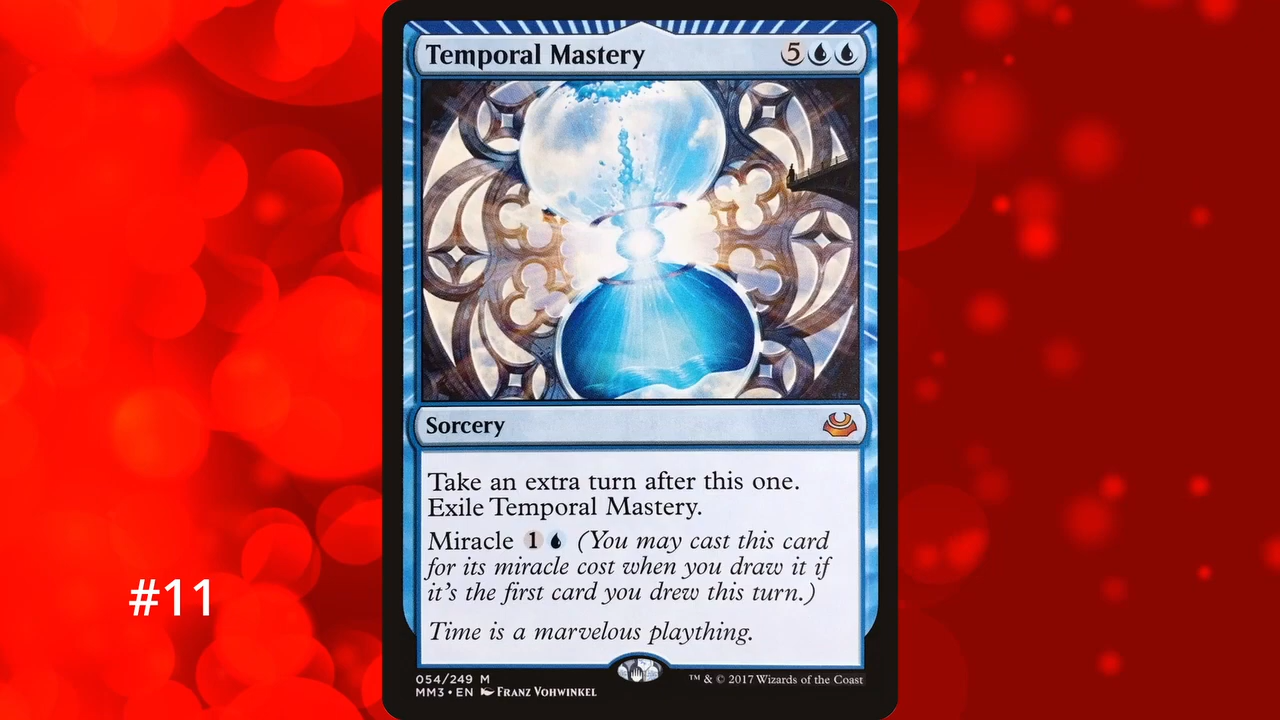 Temporal Mastery 5
Sorcery
Take an extra turn after this one.
Exile Temporal Mastery.
Miracle 1 (You may cast this card
for its miracle cost when you draw it if
it's the first card you drew this turn.)
Time is a marvelous plaything.
#11
054/249 M
MM3 • EN Franz Vohwinkel
™ & © 2017 Wizards of the Coast